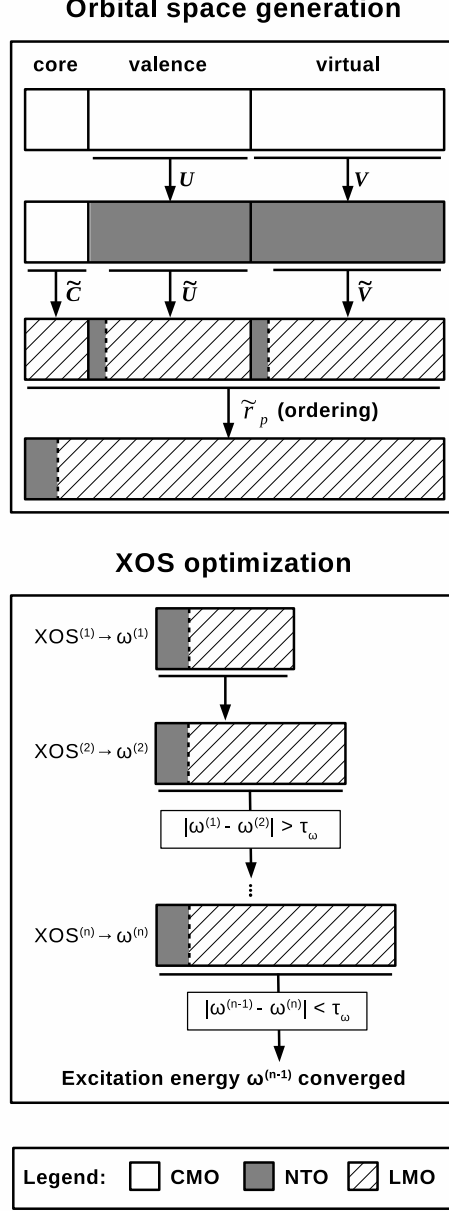 Orbital space generation
core valence virtual
U V
C̃ Ũ Ṽ
r̃ p (ordering)
XOS optimization
XOS⁽¹⁾→ ω⁽¹⁾
XOS⁽²⁾→ ω⁽²⁾
|ω⁽¹⁾ - ω⁽²⁾| > τω
⋮
XOS⁽ⁿ⁾→ ω⁽ⁿ⁾
|ω⁽ⁿ⁻¹⁾ - ω⁽ⁿ⁾| < τω
Excitation energy ω⁽ⁿ⁻¹⁾ converged
Legend: CMO NTO LMO